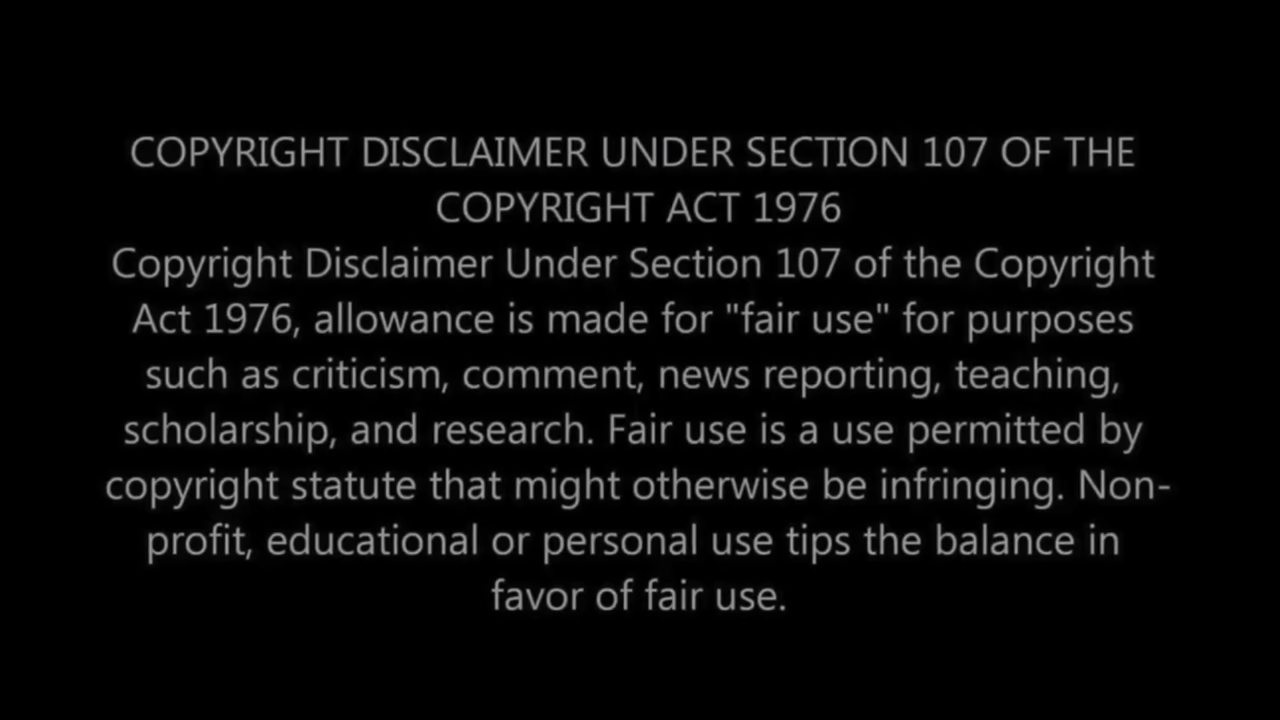 COPYRIGHT DISCLAIMER UNDER SECTION 107 OF THE
COPYRIGHT ACT 1976
Copyright Disclaimer Under Section 107 of the Copyright
Act 1976, allowance is made for "fair use" for purposes
such as criticism, comment, news reporting, teaching,
scholarship, and research. Fair use is a use permitted by
copyright statute that might otherwise be infringing. Non-
profit, educational or personal use tips the balance in
favor of fair use.